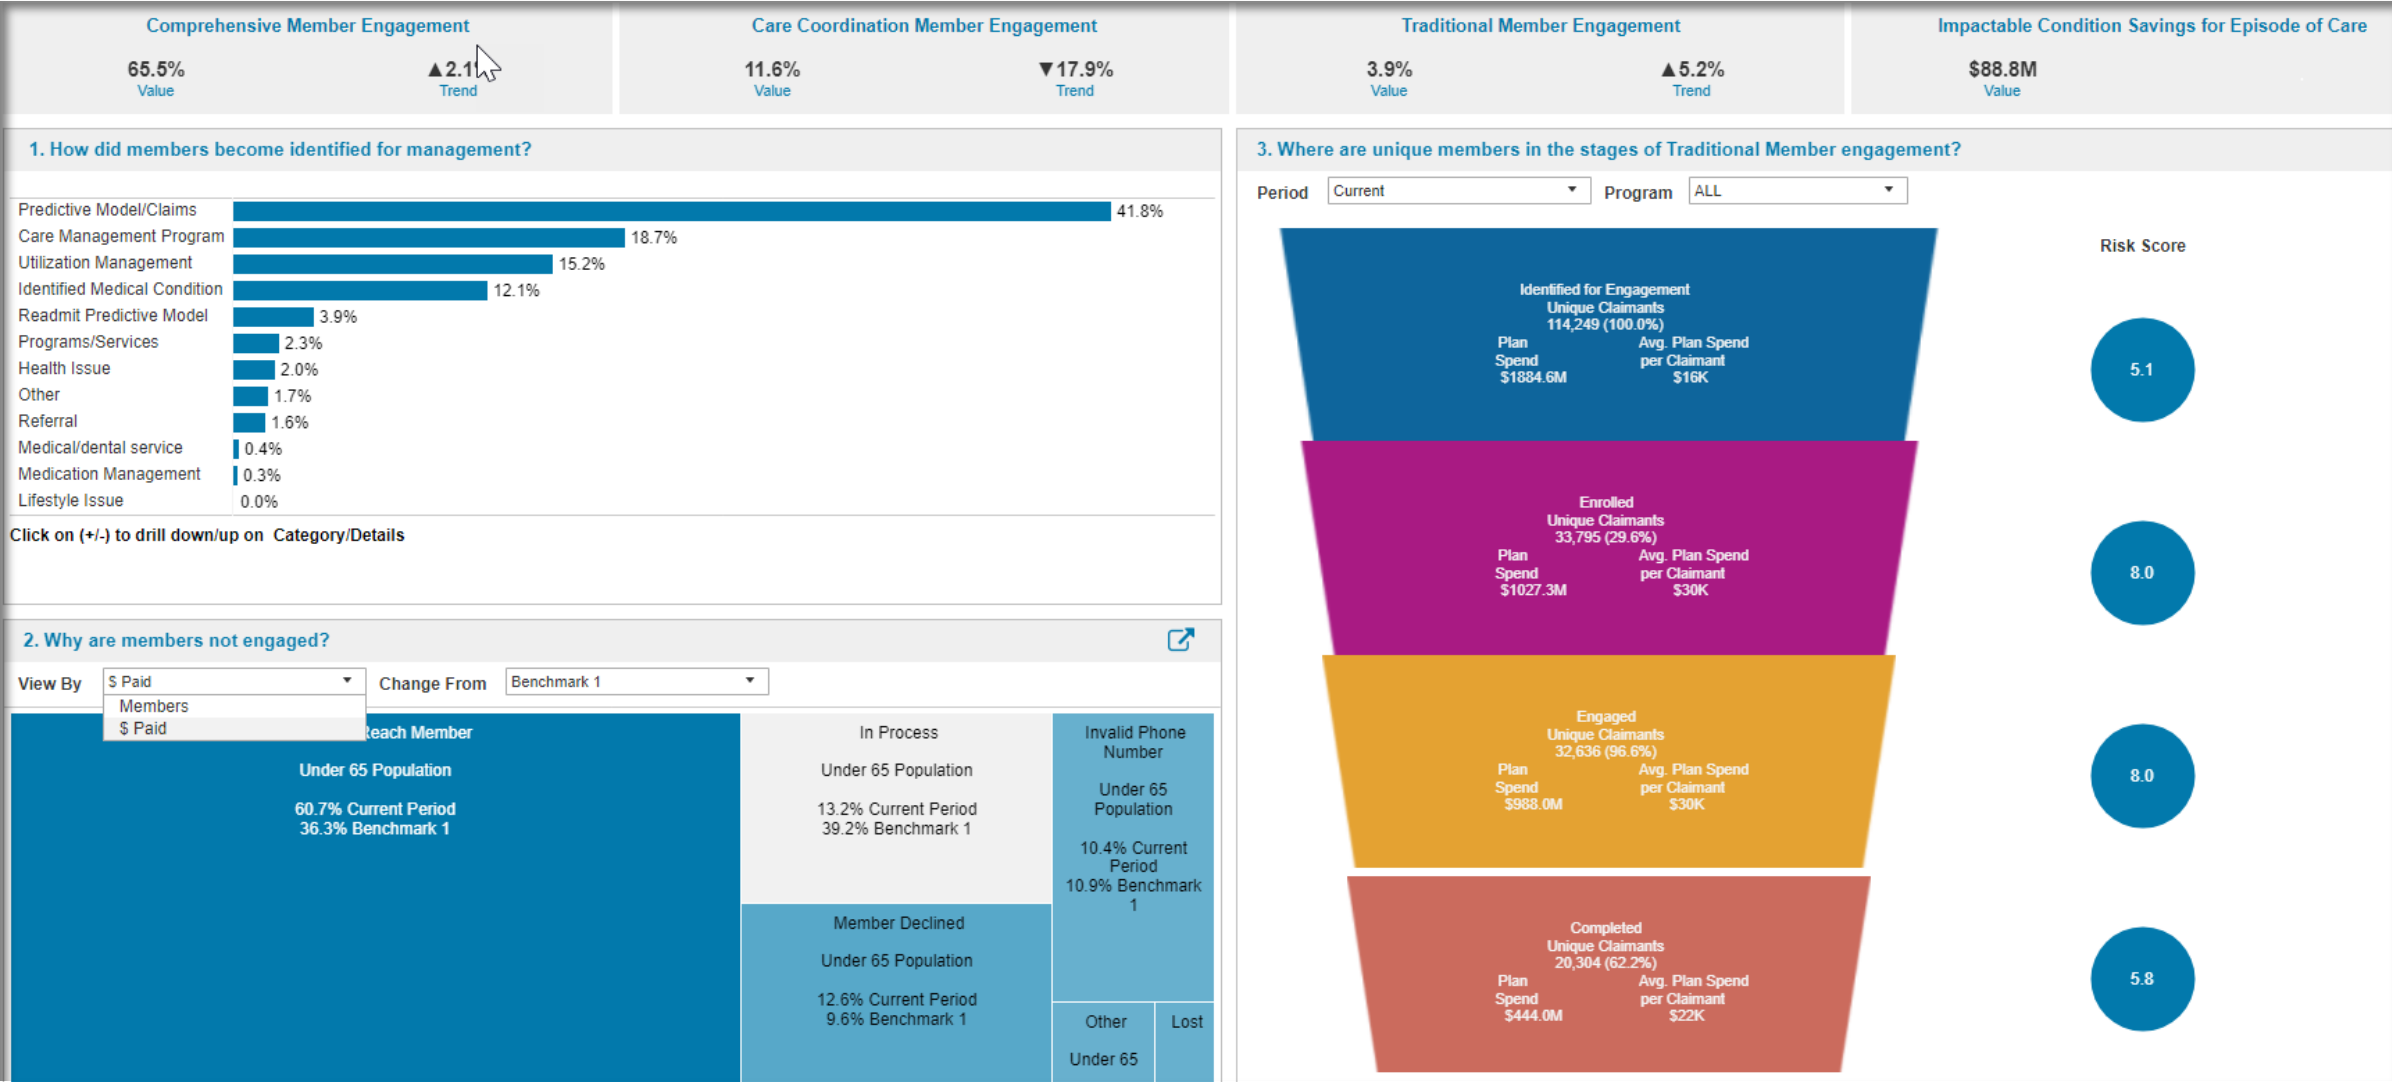 Comprehensive Member Engagement
65.5%
Value
▲2.1
Trend
Care Coordination Member Engagement
11.6%
Value
▼17.9%
Trend
Traditional Member Engagement
3.9%
Value
▲5.2%
Trend
Impactable Condition Savings for Episode of Care
$88.8M
Value
1. How did members become identified for management?
Predictive Model/Claims 41.8%
Care Management Program 18.7%
Utilization Management 15.2%
Identified Medical Condition 12.1%
Readmit Predictive Model 3.9%
Programs/Services 2.3%
Health Issue 2.0%
Other 1.7%
Referral 1.6%
Medical/dental service 0.4%
Medication Management 0.3%
Lifestyle Issue 0.0%
Click on (+/-) to drill down/up on Category/Details
2. Why are members not engaged?
View By $ Paid Change From Benchmark 1
Members
$ Paid
Reach Member
Under 65 Population
60.7% Current Period
36.3% Benchmark 1
In Process
Under 65 Population
13.2% Current Period
39.2% Benchmark 1
Member Declined
Under 65 Population
12.6% Current Period
9.6% Benchmark 1
Invalid Phone
Number
Under 65
Population
10.4% Current
Period
10.9% Benchmark
1
Other
Under 65
Lost
3. Where are unique members in the stages of Traditional Member engagement?
Period Current Program ALL
Risk Score
Identified for Engagement
Unique Claimants
114,249 (100.0%)
Plan Avg. Plan Spend
Spend per Claimant
$1884.6M $16K
5.1
Enrolled
Unique Claimants
33,795 (29.6%)
Plan Avg. Plan Spend
Spend per Claimant
$1027.3M $30K
8.0
Engaged
Unique Claimants
32,636 (96.6%)
Plan Avg. Plan Spend
Spend per Claimant
$988.0M $30K
8.0
Completed
Unique Claimants
20,304 (62.2%)
Plan Avg. Plan Spend
Spend per Claimant
$444.0M $22K
5.8